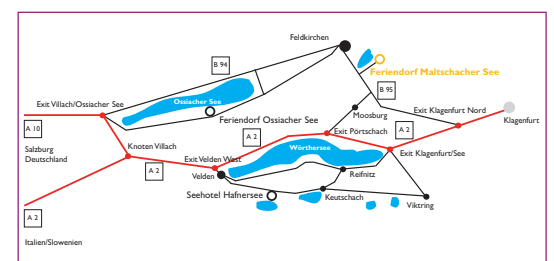 Feldkirchen
B 94
Feriendorf Maltschacher See
B 95
Ossiacher See
Exit Villach/Ossiacher See
Feriendorf Ossiacher See
Moosburg
Exit Klagenfurt Nord
Klagenfurt
A 10
A 2
Exit Pörtschach
A 2
Salzburg
Deutschland
Knoten Villach
Wörthersee
Exit Klagenfurt/See
Exit Velden West
A 2
Velden
Reifnitz
Seehotel Hafnersee
Keutschach
Viktring
A 2
Italien/Slowenien